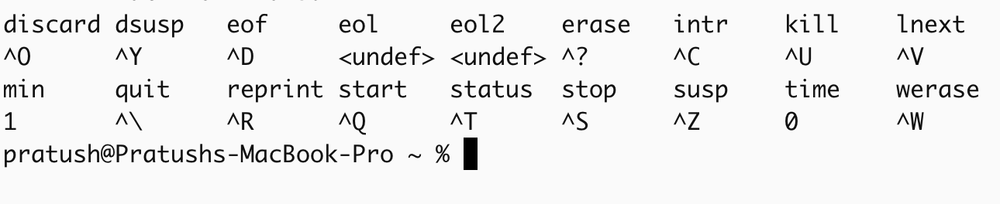 discard dsusp eof eol eol2 erase intr kill lnext
^O ^Y ^D <undef> <undef> ^? ^C ^U ^V
min quit reprint start status stop susp time werase
1 ^\ ^R ^Q ^T ^S ^Z 0 ^W
pratush@Pratushs-MacBook-Pro ~ %